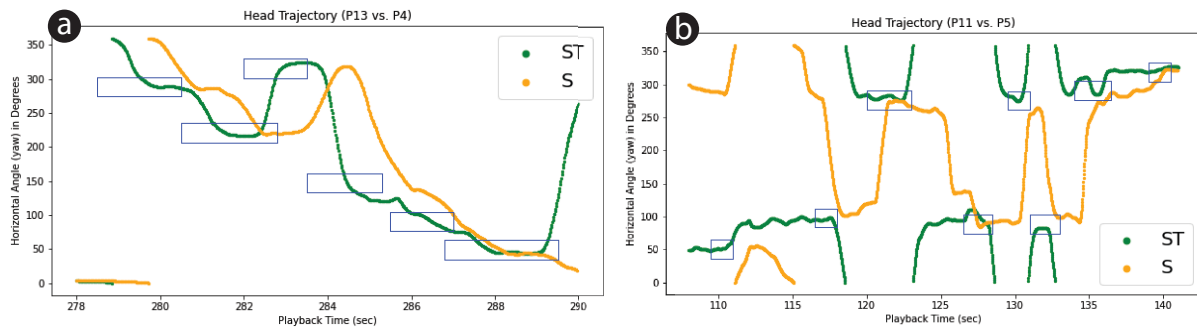 a
Head Trajectory (P13 vs. P4)
ST
S
350
300
250
200
150
100
50
0
Horizontal Angle (yaw) in Degrees
278
280
282
284
286
288
290
Playback Time (sec)
b
Head Trajectory (P11 vs. P5)
350
300
250
200
150
100
50
0
Horizontal Angle (yaw) in Degrees
ST
S
110
115
120
125
130
135
140
Playback Time (sec)